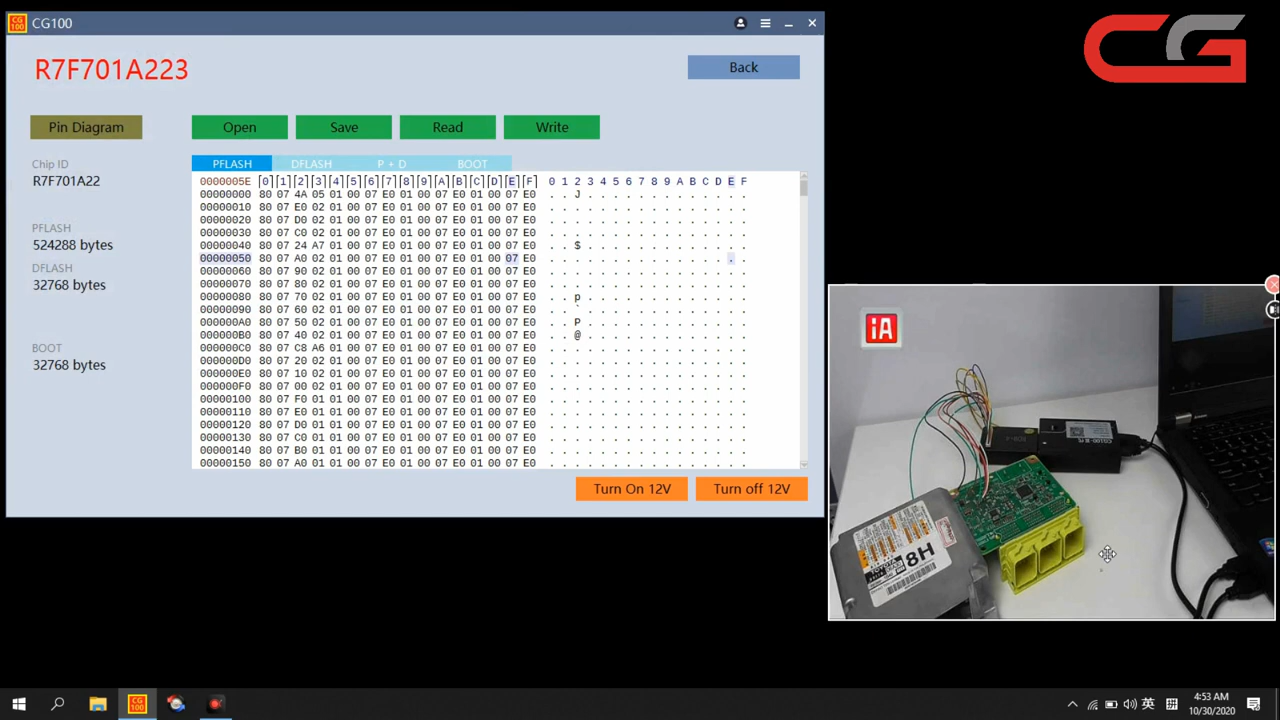 CG100
CG
R7F701A223
Back
Pin Diagram
Open
Save
Read
Write
Chip ID
R7F701A22
PFLASH
524288 bytes
DFLASH
32768 bytes
BOOT
32768 bytes
PFLASH DFLASH P + D BOOT
0000005E [0][1][2][3][4][5][6][7][8][9][A][B][C][D][E][F] 0 1 2 3 4 5 6 7 8 9 A B C D E F
00000000 80 07 4A 05 01 00 07 E0 01 00 07 E0 01 00 07 E0 . . J . . . . . . . . . . . . .
00000010 80 07 E0 02 01 00 07 E0 01 00 07 E0 01 00 07 E0 . . . . . . . . . . . . . . . .
00000020 80 07 D0 02 01 00 07 E0 01 00 07 E0 01 00 07 E0 . . . . . . . . . . . . . . . .
00000030 80 07 C0 02 01 00 07 E0 01 00 07 E0 01 00 07 E0 . . . . . . . . . . . . . . . .
00000040 80 07 24 A7 01 00 07 E0 01 00 07 E0 01 00 07 E0 . . $ . . . . . . . . . . . . .
00000050 80 07 A0 02 01 00 07 E0 01 00 07 E0 01 00 07 E0 . . . . . . . . . . . . . . . .
00000060 80 07 90 02 01 00 07 E0 01 00 07 E0 01 00 07 E0 . . . . . . . . . . . . . . . .
00000070 80 07 80 02 01 00 07 E0 01 00 07 E0 01 00 07 E0 . . . . . . . . . . . . . . . .
00000080 80 07 70 02 01 00 07 E0 01 00 07 E0 01 00 07 E0 . . p . . . . . . . . . . . . .
00000090 80 07 60 02 01 00 07 E0 01 00 07 E0 01 00 07 E0 . . ` . . . . . . . . . . . . .
000000A0 80 07 50 02 01 00 07 E0 01 00 07 E0 01 00 07 E0 . . P . . . . . . . . . . . . .
000000B0 80 07 40 02 01 00 07 E0 01 00 07 E0 01 00 07 E0 . . @ . . . . . . . . . . . . .
000000C0 80 07 C8 A6 01 00 07 E0 01 00 07 E0 01 00 07 E0 . . . . . . . . . . . . . . . .
000000D0 80 07 20 02 01 00 07 E0 01 00 07 E0 01 00 07 E0 . . . . . . . . . . . . . . .
000000E0 80 07 10 02 01 00 07 E0 01 00 07 E0 01 00 07 E0 . . . . . . . . . . . . . . . .
000000F0 80 07 00 02 01 00 07 E0 01 00 07 E0 01 00 07 E0 . . . . . . . . . . . . . . . .
00000100 80 07 F0 01 01 00 07 E0 01 00 07 E0 01 00 07 E0 . . . . . . . . . . . . . . . .
00000110 80 07 E0 01 01 00 07 E0 01 00 07 E0 01 00 07 E0 . . . . . . . . . . . . . . . .
00000120 80 07 D0 01 01 00 07 E0 01 00 07 E0 01 00 07 E0 . . . . . . . . . . . . . . . .
00000130 80 07 C0 01 01 00 07 E0 01 00 07 E0 01 00 07 E0 . . . . . . . . . . . . . . . .
00000140 80 07 B0 01 01 00 07 E0 01 00 07 E0 01 00 07 E0 . . . . . . . . . . . . . . . .
00000150 80 07 A0 01 01 00 07 E0 01 00 07 E0 01 00 07 E0 . . . . . . . . . . . . . . . .
Turn On 12V
Turn off 12V
iA
TOYOTA
8H
CG 100
4:53 AM
英 拼
10/30/2020